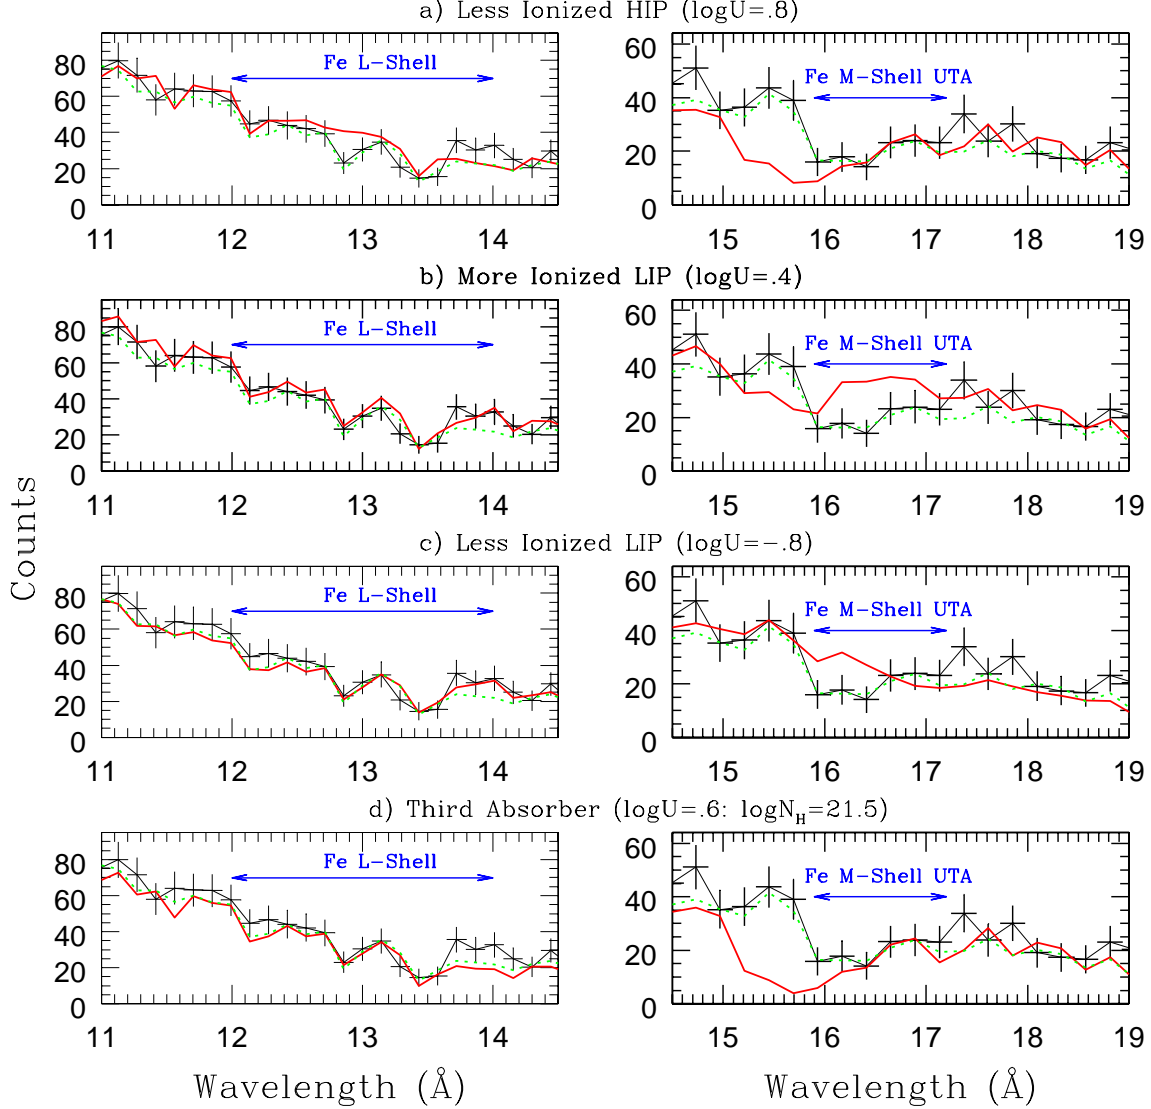 a) Less Ionized HIP (logU=.8)
Fe L-Shell
Fe M-Shell UTA
80
60
40
20
0
60
40
20
0
11 12 13 14
15 16 17 18 19
b) More Ionized LIP (logU=.4)
Fe L-Shell
Fe M-Shell UTA
80
60
40
20
0
60
40
20
0
11 12 13 14
15 16 17 18 19
Counts
c) Less Ionized LIP (logU=-.8)
Fe L-Shell
Fe M-Shell UTA
80
60
40
20
0
60
40
20
0
11 12 13 14
15 16 17 18 19
d) Third Absorber (logU=.6: logN_H=21.5)
Fe L-Shell
Fe M-Shell UTA
80
60
40
20
0
60
40
20
0
11 12 13 14
15 16 17 18 19
Wavelength (Å)
Wavelength (Å)